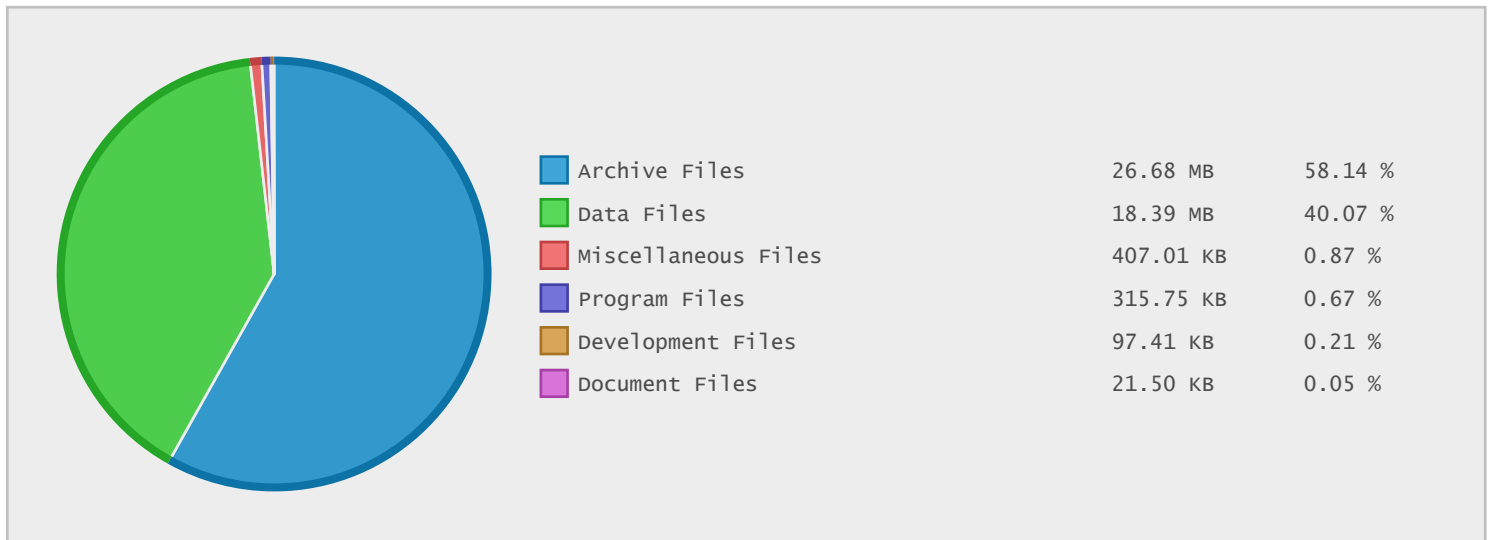 Archive Files 26.68 MB 58.14 %
Data Files 18.39 MB 40.07 %
Miscellaneous Files 407.01 KB 0.87 %
Program Files 315.75 KB 0.67 %
Development Files 97.41 KB 0.21 %
Document Files 21.50 KB 0.05 %